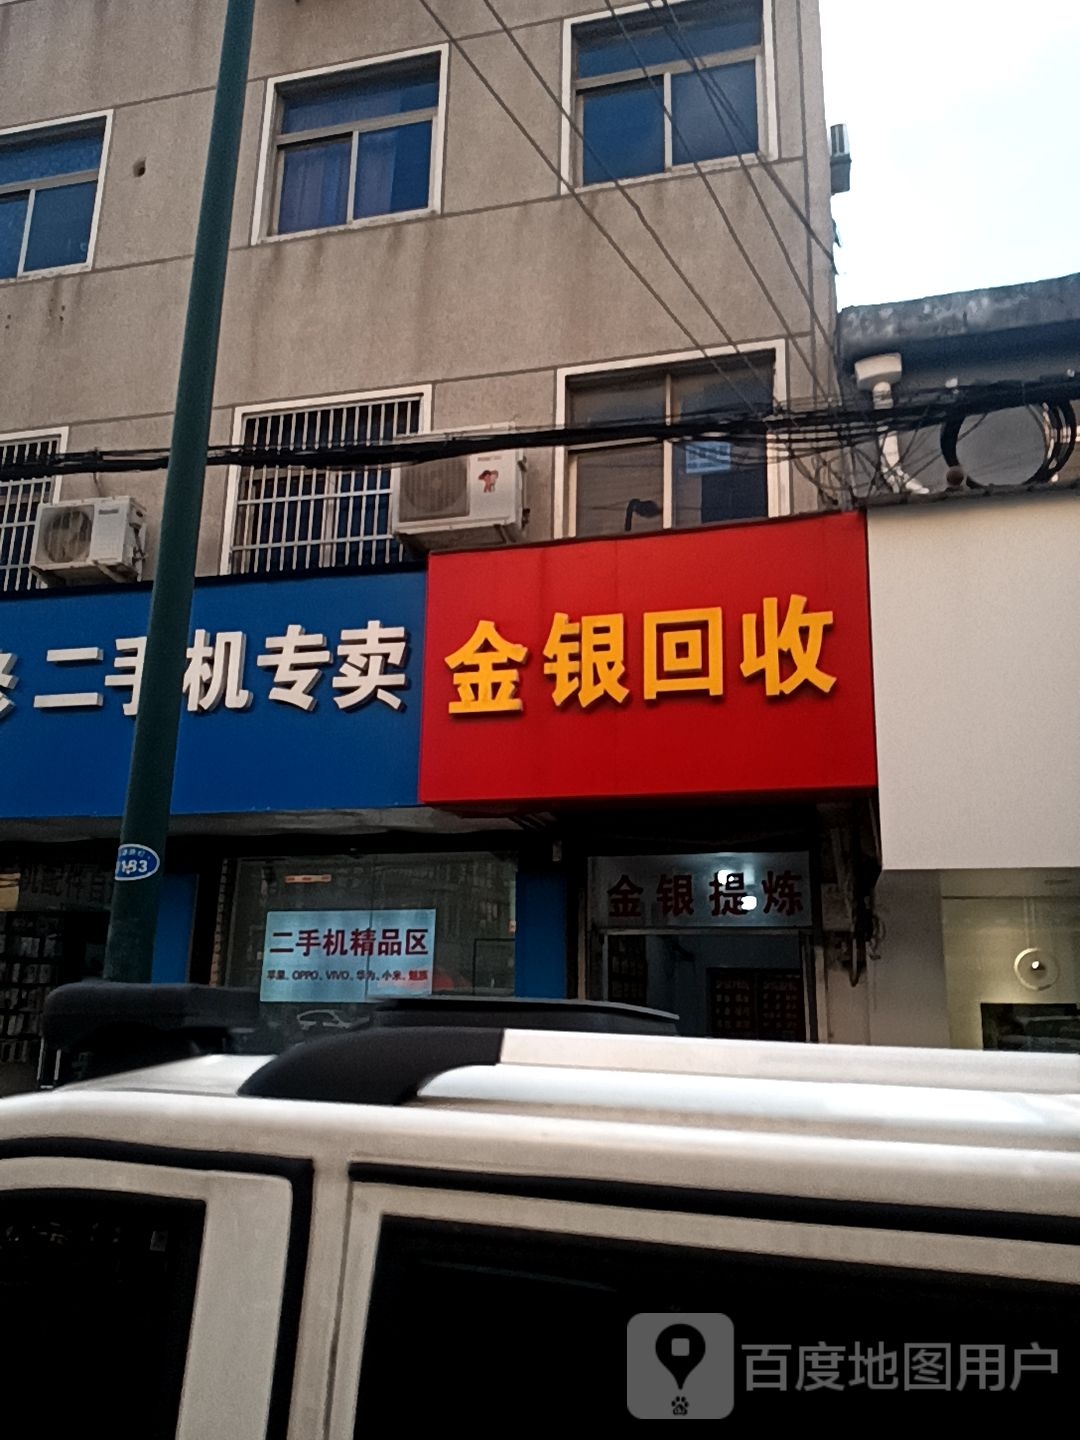 二手机专卖
金银回收
183
金银提炼
二手机精品区
苹果、OPPO、VIVO、华为、小米、魅族
百度地图用户